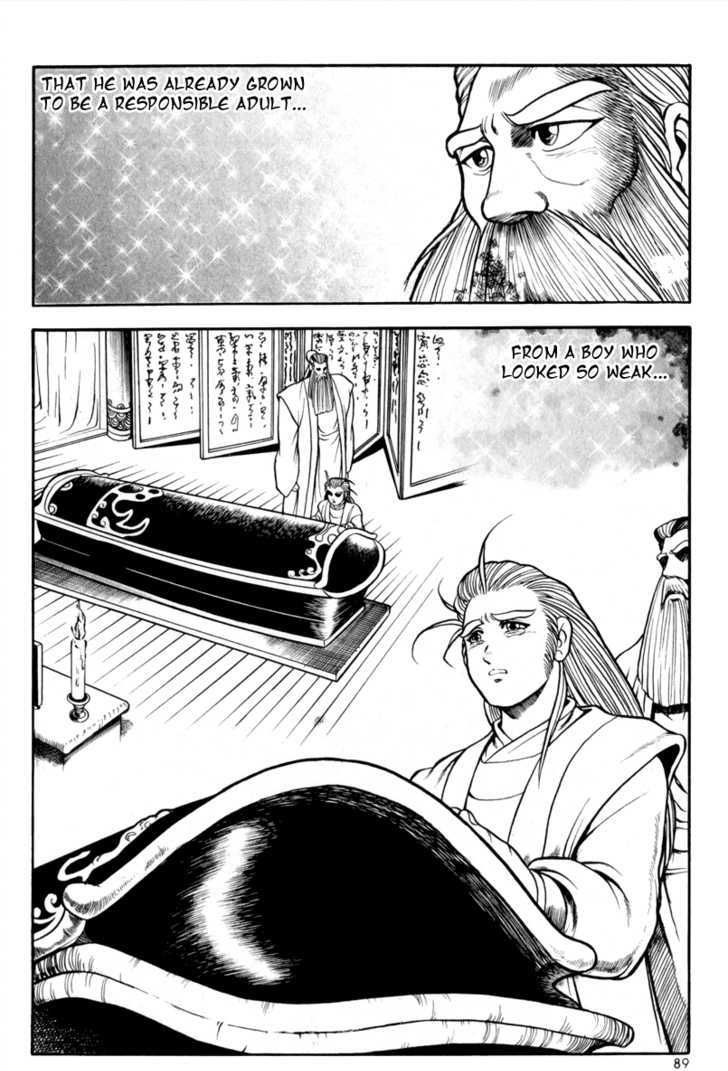 THAT HE WAS ALREADY GROWN
TO BE A RESPONSIBLE ADULT...
FROM A BOY WHO
LOOKED SO WEAK...
89